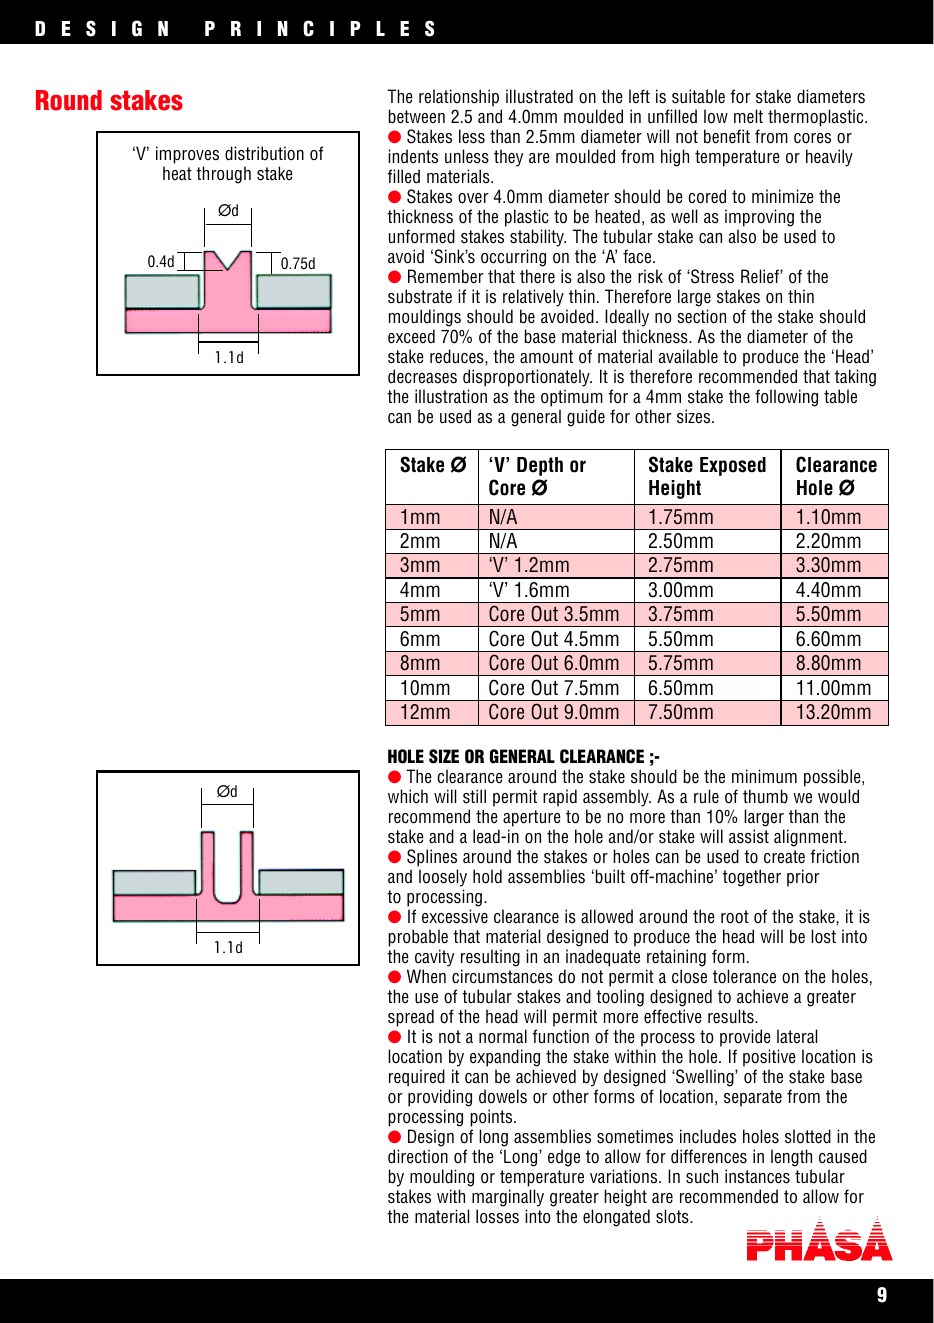 DESIGN PRINCIPLES
Round stakes
‘V’ improves distribution of
heat through stake
Ød
0.4d
0.75d
1.1d
The relationship illustrated on the left is suitable for stake diameters
between 2.5 and 4.0mm moulded in unfilled low melt thermoplastic.
● Stakes less than 2.5mm diameter will not benefit from cores or
indents unless they are moulded from high temperature or heavily
filled materials.
● Stakes over 4.0mm diameter should be cored to minimize the
thickness of the plastic to be heated, as well as improving the
unformed stakes stability. The tubular stake can also be used to
avoid ‘Sink’s occurring on the ‘A’ face.
● Remember that there is also the risk of ‘Stress Relief’ of the
substrate if it is relatively thin. Therefore large stakes on thin
mouldings should be avoided. Ideally no section of the stake should
exceed 70% of the base material thickness. As the diameter of the
stake reduces, the amount of material available to produce the ‘Head’
decreases disproportionately. It is therefore recommended that taking
the illustration as the optimum for a 4mm stake the following table
can be used as a general guide for other sizes.
Stake Ø ‘V’ Depth or Stake Exposed Clearance
Core Ø Height Hole Ø
1mm N/A 1.75mm 1.10mm
2mm N/A 2.50mm 2.20mm
3mm ‘V’ 1.2mm 2.75mm 3.30mm
4mm ‘V’ 1.6mm 3.00mm 4.40mm
5mm Core Out 3.5mm 3.75mm 5.50mm
6mm Core Out 4.5mm 5.50mm 6.60mm
8mm Core Out 6.0mm 5.75mm 8.80mm
10mm Core Out 7.5mm 6.50mm 11.00mm
12mm Core Out 9.0mm 7.50mm 13.20mm
Ød
1.1d
HOLE SIZE OR GENERAL CLEARANCE ;-
● The clearance around the stake should be the minimum possible,
which will still permit rapid assembly. As a rule of thumb we would
recommend the aperture to be no more than 10% larger than the
stake and a lead-in on the hole and/or stake will assist alignment.
● Splines around the stakes or holes can be used to create friction
and loosely hold assemblies ‘built off-machine’ together prior
to processing.
● If excessive clearance is allowed around the root of the stake, it is
probable that material designed to produce the head will be lost into
the cavity resulting in an inadequate retaining form.
● When circumstances do not permit a close tolerance on the holes,
the use of tubular stakes and tooling designed to achieve a greater
spread of the head will permit more effective results.
● It is not a normal function of the process to provide lateral
location by expanding the stake within the hole. If positive location is
required it can be achieved by designed ‘Swelling’ of the stake base
or providing dowels or other forms of location, separate from the
processing points.
● Design of long assemblies sometimes includes holes slotted in the
direction of the ‘Long’ edge to allow for differences in length caused
by moulding or temperature variations. In such instances tubular
stakes with marginally greater height are recommended to allow for
the material losses into the elongated slots.
PHASA
9